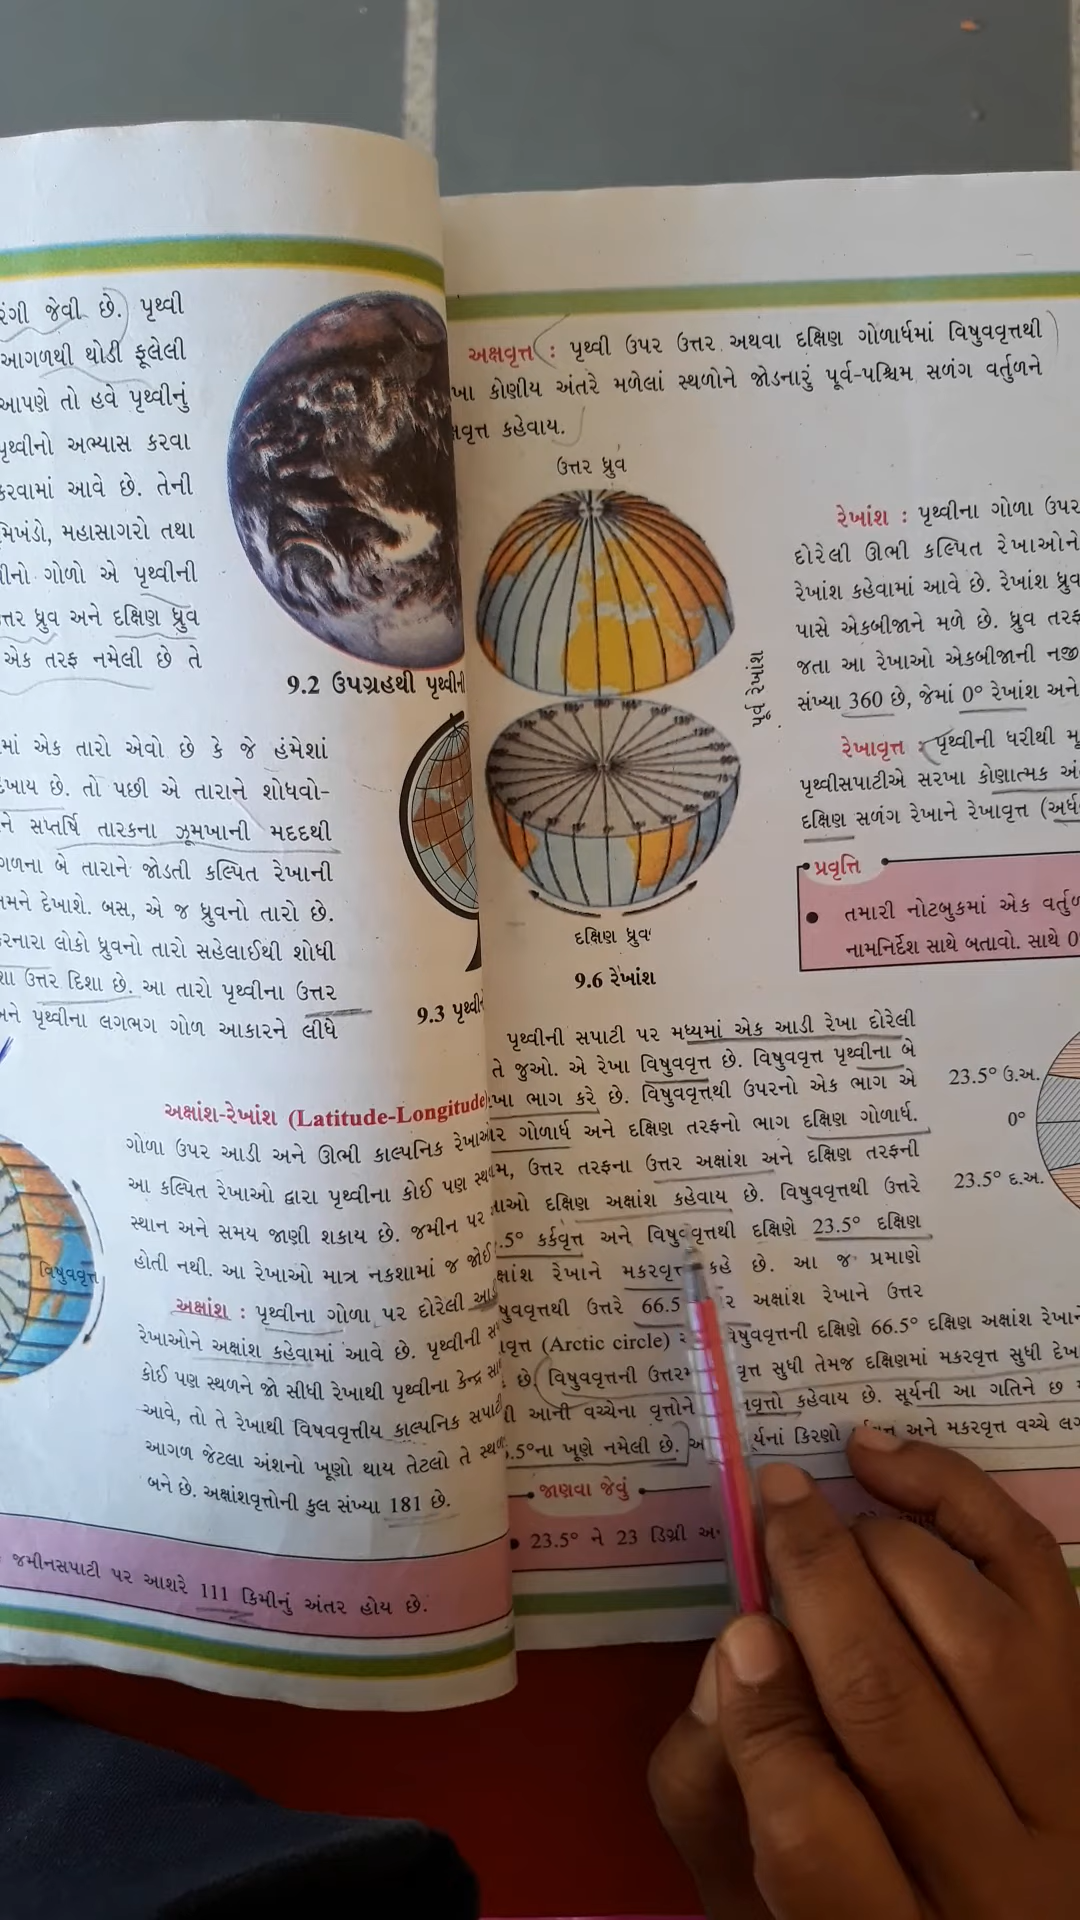 રંગી જેવી છે. પૃથ્વી
આગળથી થોડી ફૂલેલી
આપણે તો હવે પૃથ્વીનું
પૃથ્વીનો અભ્યાસ કરવા
કરવામાં આવે છે. તેની
મિખંડો, મહાસાગરો તથા
ગોળો એ પૃથ્વીની
ત્તર ધ્રુવ અને દક્ષિણ ધ્રુવ
એક તરફ નમેલી છે તે
9.2 ઉપગ્રહથી પૃથ્વીની
માં એક તારો એવો છે કે જે હંમેશાં
દેખાય છે. તો પછી એ તારાને શોધવો-
ને સપ્તર્ષિ તારકના ઝૂમખાની મદદથી
ગળના બે તારાને જોડતી કલ્પિત રેખાની
તમને દેખાશે. બસ, એ જ ધ્રુવનો તારો છે.
કરનારા લોકો ધ્રુવનો તારો સહેલાઈથી શોધી
શા ઉત્તર દિશા છે. આ તારો પૃથ્વીના ઉત્તર
અને પૃથ્વીના લગભગ ગોળ આકારને લીધે
9.3 પૃથ્વી
અક્ષાંશ-રેખાંશ (Latitude-Longitude)
ગોળા ઉપર આડી અને ઊભી કાલ્પનિક રેખાઓ
આ કલ્પિત રેખાઓ દ્વારા પૃથ્વીના કોઈ પણ
સ્થાન અને સમય જાણી શકાય છે. જમીન પર
હોતી નથી. આ રેખાઓ માત્ર નકશામાં જ જોઈ
વિષુવવૃત્ત
અક્ષાંશ : પૃથ્વીના ગોળા પર દોરેલી આડી
રેખાઓને અક્ષાંશ કહેવામાં આવે છે. પૃથ્વીની
કોઈ પણ સ્થળને જો સીધી રેખાથી પૃથ્વીના કેન્દ્ર
આવે, તો તે રેખાથી વિષવવૃત્તીય કાલ્પનિક સપાટી
આગળ જેટલા અંશનો ખૂણો થાય તેટલો તે સ્થળ
બને છે. અક્ષાંશવૃત્તોની કુલ સંખ્યા 181 છે.
જમીનસપાટી પર આશરે 111 કિમીનું અંતર હોય છે.
અક્ષવૃત્ત : પૃથ્વી ઉપર ઉત્તર અથવા દક્ષિણ ગોળાર્ધમાં વિષુવવૃત્તથી
ખા કોણીય અંતરે મળેલાં સ્થળોને જોડનારું પૂર્વ-પશ્ચિમ સળંગ વર્તુળને
ક્ષવૃત્ત કહેવાય.
ઉત્તર ધ્રુવ
પૂર્વ રેખાંશ
દક્ષિણ ધ્રુવ
9.6 રેખાંશ
રેખાંશ : પૃથ્વીના ગોળા ઉપર
દોરેલી ઊભી કલ્પિત રેખાઓને
રેખાંશ કહેવામાં આવે છે. રેખાંશ ધ્રુવ
પાસે એકબીજાને મળે છે. ધ્રુવ તરફ
જતા આ રેખાઓ એકબીજાની નજી
સંખ્યા 360 છે, જેમાં 0° રેખાંશ અને
રેખાવૃત્ત : પૃથ્વીની ધરીથી મૂ
પૃથ્વીસપાટીએ સરખા કોણાત્મક અં
દક્ષિણ સળંગ રેખાને રેખાવૃત્ત (અર્ધ
પ્રવૃત્તિ
• તમારી નોટબુકમાં એક વર્તુળ
નામનિર્દેશ સાથે બતાવો. સાથે 0
પૃથ્વીની સપાટી પર મધ્યમાં એક આડી રેખા દોરેલી
તે જુઓ. એ રેખા વિષુવવૃત્ત છે. વિષુવવૃત્ત પૃથ્વીના બે
ખા ભાગ કરે છે. વિષુવવૃત્તથી ઉપરનો એક ભાગ એ
ગોળાર્ધ અને દક્ષિણ તરફનો ભાગ દક્ષિણ ગોળાર્ધ.
મ, ઉત્તર તરફના ઉત્તર અક્ષાંશ અને દક્ષિણ તરફની
ઓ દક્ષિણ અક્ષાંશ કહેવાય છે. વિષુવવૃત્તથી ઉત્તરે
.5° કર્કવૃત્ત અને વિષુવવૃત્તથી દક્ષિણે 23.5° દક્ષિણ
ક્ષાંશ રેખાને મકરવૃત્ત કહે છે. આ જ પ્રમાણે
ષુવવૃત્તથી ઉત્તરે 66.5 ર અક્ષાંશ રેખાને ઉત્તર
વૃત્ત (Arctic circle) વિષુવવૃત્તની દક્ષિણે 66.5° દક્ષિણ અક્ષાંશ રેખાને
છે. વિષુવવૃત્તની ઉત્તરમ વૃત્ત સુધી તેમજ દક્ષિણમાં મકરવૃત્ત સુધી દેખ
ી આની વચ્ચેના વૃત્તોને વૃત્તો કહેવાય છે. સૂર્યની આ ગતિને છ
.5°ના ખૂણે નમેલી છે. ર્યનાં કિરણો અને મકરવૃત્ત વચ્ચે લ
23.5° ઉ.અ.
0°
23.5° દ.અ.
જાણવા જેવું
• 23.5° ને 23 ડિગ્રી અ